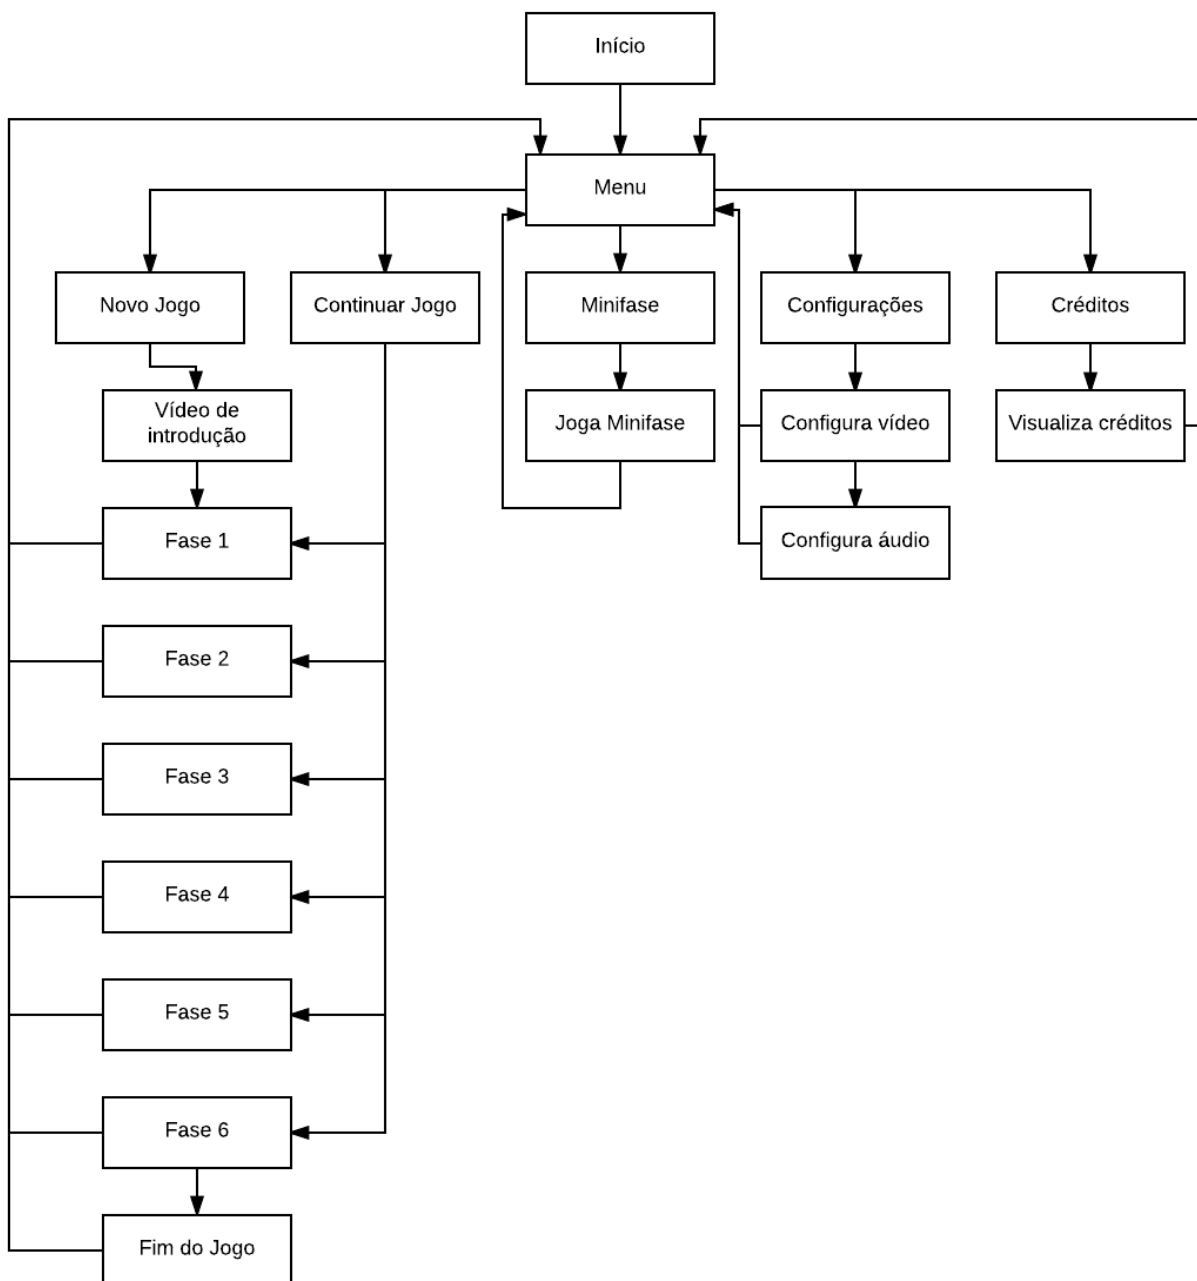 Início
Menu
Novo Jogo
Continuar Jogo
Minifase
Configurações
Créditos
Vídeo de
introdução
Joga Minifase
Configura vídeo
Visualiza créditos
Fase 1
Configura áudio
Fase 2
Fase 3
Fase 4
Fase 5
Fase 6
Fim do Jogo